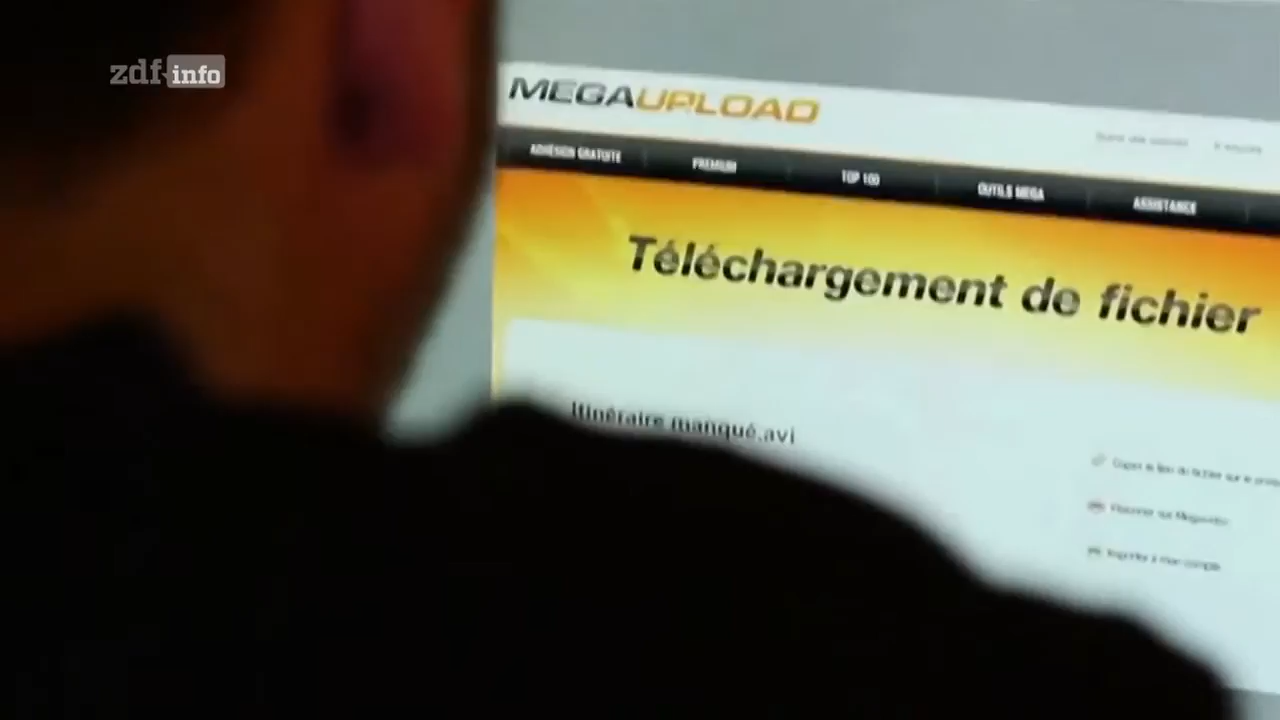 zdf info
MEGAUPLOAD
ADHÉSION GRATUITE PREMIUM TOP 100 OUTILS MEGA ASSISTANCE
Téléchargement de fichier
Itinéraire manqué.avi